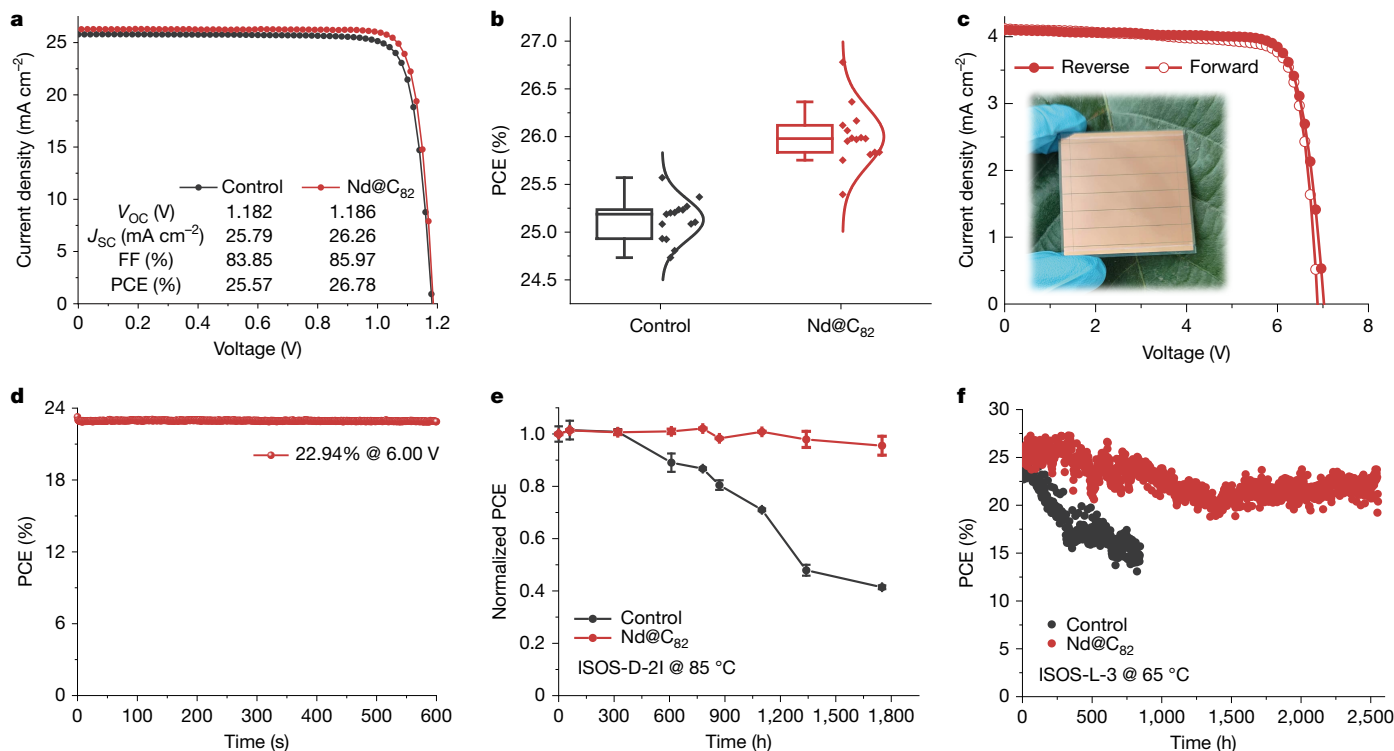 a
Current density (mA cm⁻²)
25
20
15
10
5
0
Control Nd@C₈₂
V_OC (V) 1.182 1.186
J_SC (mA cm⁻²) 25.79 26.26
FF (%) 83.85 85.97
PCE (%) 25.57 26.78
0 0.2 0.4 0.6 0.8 1.0 1.2
Voltage (V)
b
PCE (%)
27.0
26.5
26.0
25.5
25.0
24.5
Control Nd@C₈₂
c
Current density (mA cm⁻²)
4
3
2
1
0
Reverse Forward
0 2 4 6 8
Voltage (V)
d
PCE (%)
24
18
12
6
0
22.94% @ 6.00 V
0 100 200 300 400 500 600
Time (s)
e
Normalized PCE
1.0
0.8
0.6
0.4
0.2
0
Control
Nd@C₈₂
ISOS-D-2I @ 85 °C
0 300 600 900 1,200 1,500 1,800
Time (h)
f
PCE (%)
30
25
20
15
10
5
0
Control
Nd@C₈₂
ISOS-L-3 @ 65 °C
0 500 1,000 1,500 2,000 2,500
Time (h)